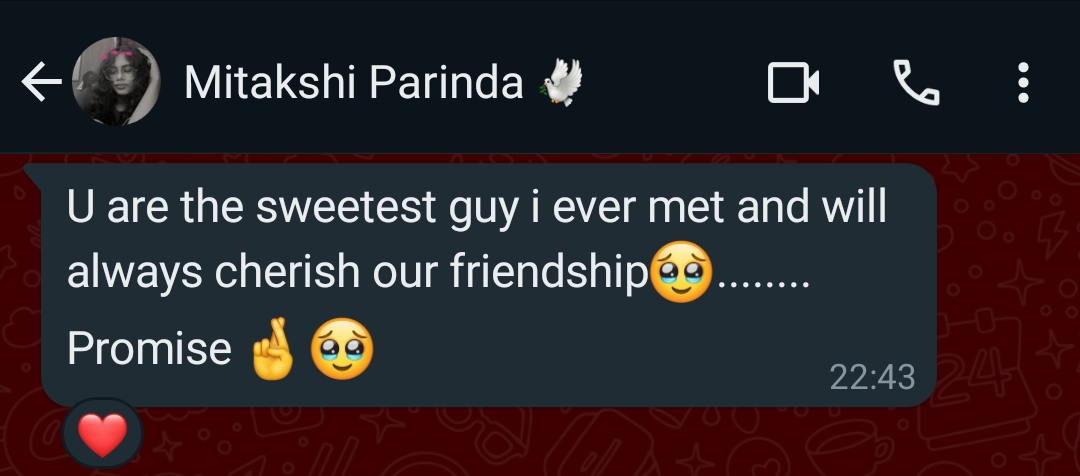 Mitakshi Parinda 🕊️
U are the sweetest guy i ever met and will
always cherish our friendship🥹........
Promise 🤞🥹
22:43